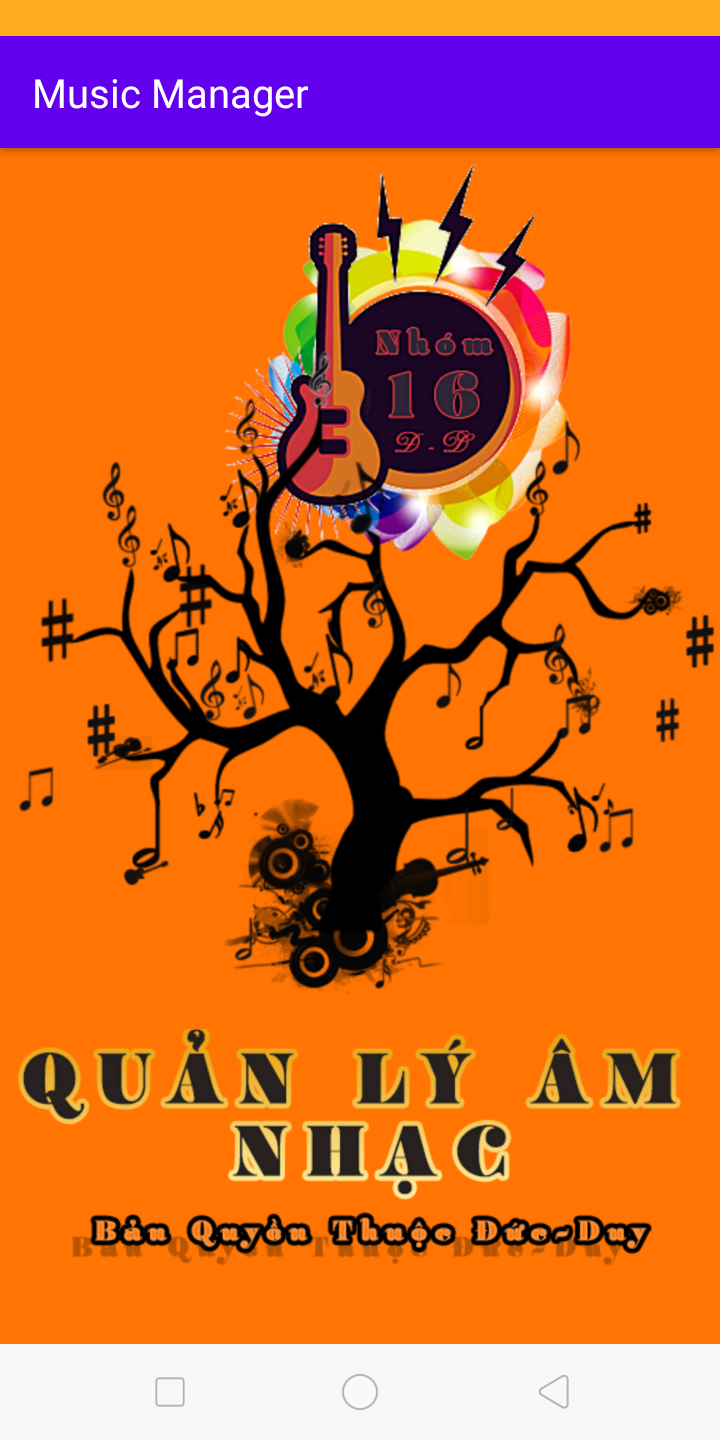 Music Manager
Nhóm
16
Đ - D
QUẢN LÝ ÂM
NHẠC
Bản Quyền Thuộc Đức~Duy